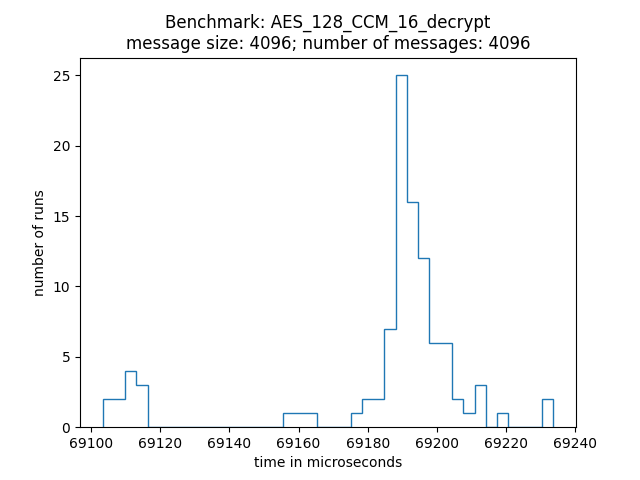 Benchmark: AES_128_CCM_16_decrypt
message size: 4096; number of messages: 4096
25
20
15
10
5
0
number of runs
69100 69120 69140 69160 69180 69200 69220 69240
time in microseconds